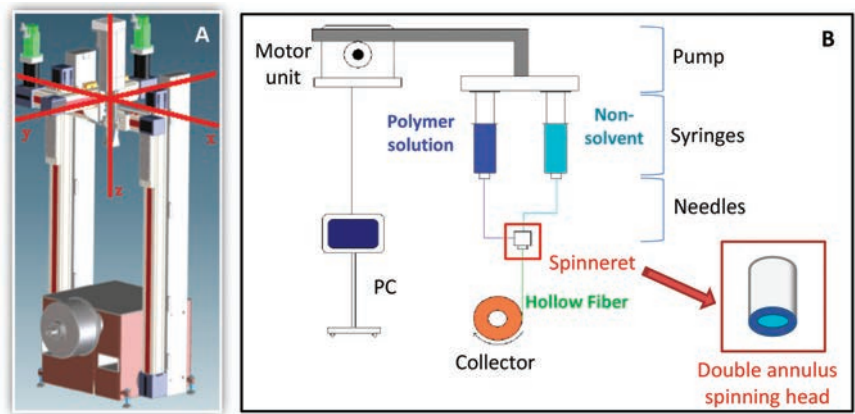 A
y
x
z
B
Motor
unit
Pump
Polymer
solution
Non-
solvent
Syringes
Needles
Spinneret
PC
Hollow Fiber
Collector
Double annulus
spinning head